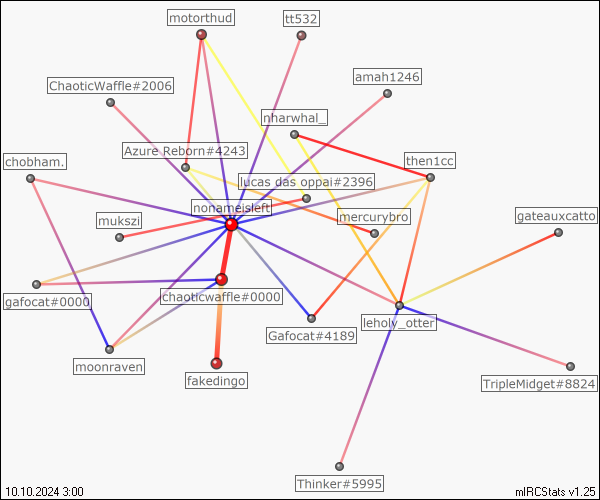 motorthud
tt532
ChaoticWaffle#2006
amah1246
nharwhal_
chobham.
Azure Reborn#4243
then1cc
lucas das oppai#2396
nonameisleft
mukszi
mercurybro
gateauxcatto
gafocat#0000
chaoticwaffle#0000
Gafocat#4189
leholy_otter
moonraven
fakedingo
TripleMidget#8824
Thinker#5995
10.10.2024 3:00
mIRCStats v1.25